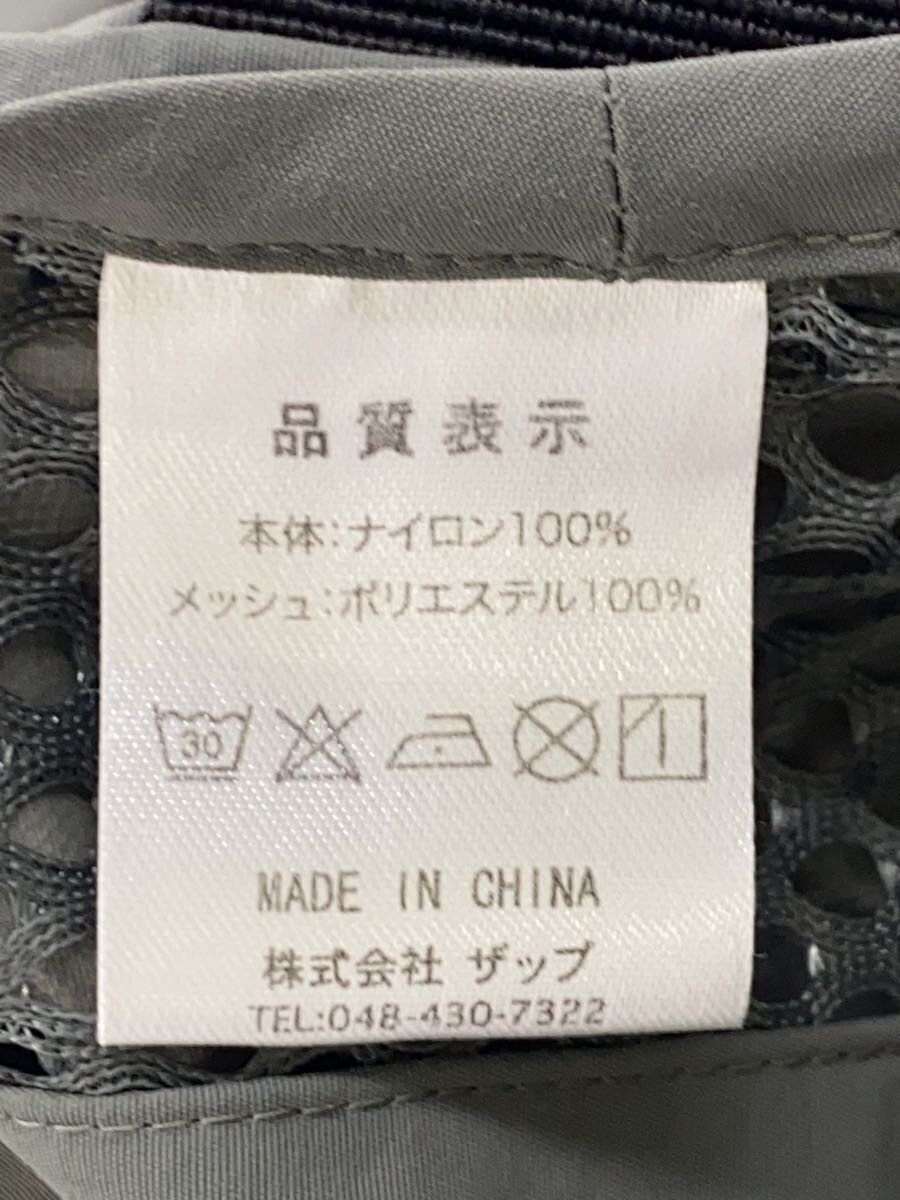 品質表示
本体:ナイロン100%
メッシュ:ポリエステル100%
30
MADE IN CHINA
株式会社 ザップ
TEL:048-430-7322